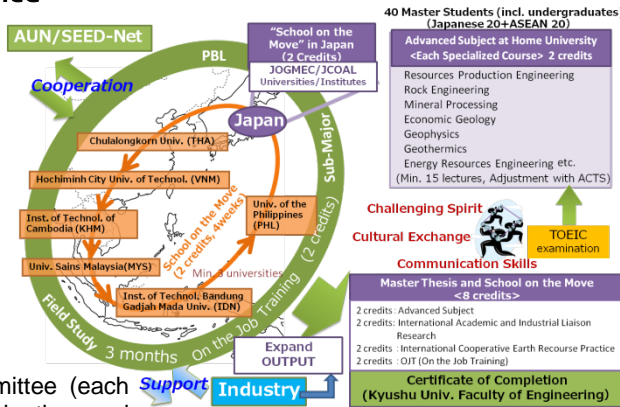 AUN/SEED-Net
Cooperation
PBL
"School on the
Move" in Japan
(2 Credits)
JOGMEC/JCOAL
Universities/Institutes
Japan
Chulalongkorn Univ. (THA)
Hochiminh City Univ. of Technol. (VNM)
Inst. of Technol. of
Cambodia (KHM)
Univ. Sains Malaysia(MYS)
Inst. of Technol. Bandung
Gadjah Mada Univ. (IDN)
Univ. of the
Philippines
(PHL)
School on the Move
(2 credits, 4weeks)
Min. 3 universities
Sub-Major
(2 credits)
Field Study 3 months On the Job Training
Expand
OUTPUT
Support
Industry
mmittee (each
40 Master Students (incl. undergraduates)
(Japanese 20+ASEAN 20)
Advanced Subject at Home University
<Each Specialized Course> 2 credits
Resources Production Engineering
Rock Engineering
Mineral Processing
Economic Geology
Geophysics
Geothermics
Energy Resources Engineering etc.
(Min. 15 lectures, Adjustment with ACTS)
Challenging Spirit
Cultural Exchange
Communication Skills
TOEIC
examination
Master Thesis and School on the Move
<8 credits>
2 credits: Advanced Subject
2 credits: International Academic and Industrial Liaison
Research
2 credits: International Cooperative Earth Recourse Practice
2 credits: OJT (On the Job Training)
Certificate of Completion
(Kyushu Univ. Faculty of Engineering)